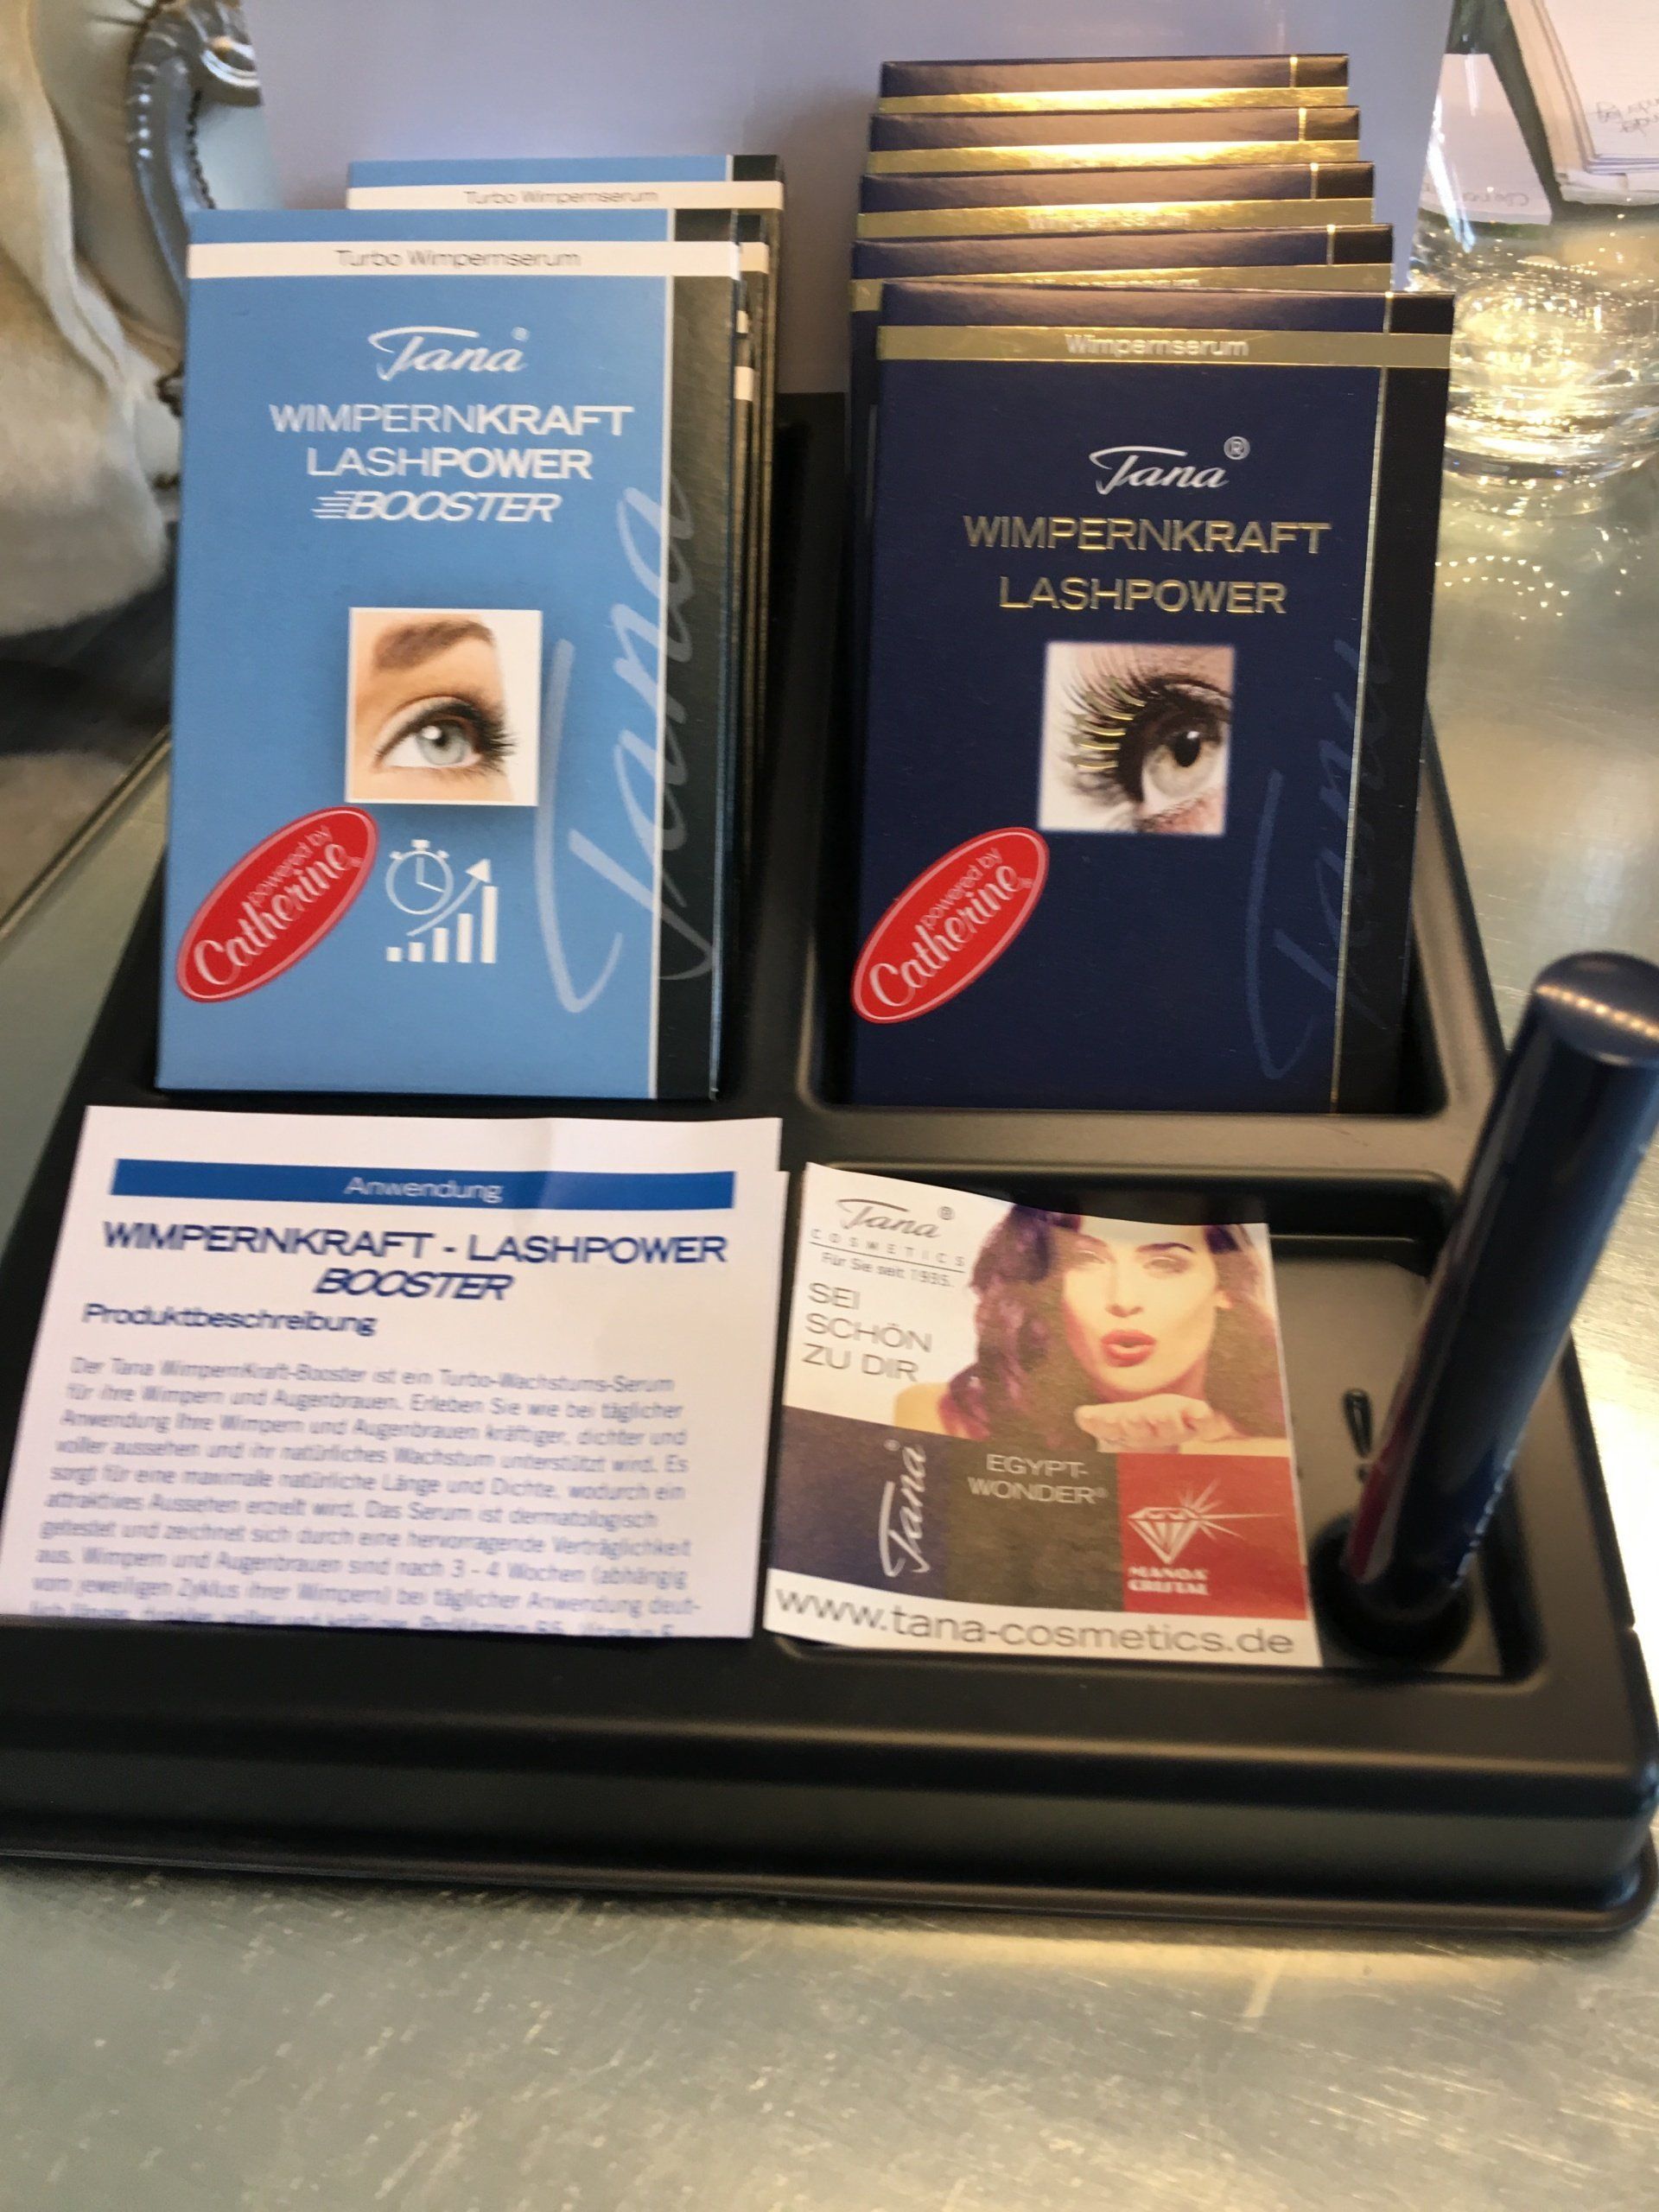 Turbo Wimpernserum
Turbo Wimpernserum
Tana®
WIMPERNKRAFT
LASHPOWER
BOOSTER
Tana
powered by
Catherine
Wimpernserum
Wimpernserum
Tana®
WIMPERNKRAFT
LASHPOWER
Tana
powered by
Catherine
Anwendung
WIMPERNKRAFT - LASHPOWER
BOOSTER
Produktbeschreibung
Der Tana WimpernKraft-Booster ist ein Turbo-Wachstums-Serum
für ihre Wimpern und Augenbrauen. Erleben Sie wie bei täglicher
Anwendung Ihre Wimpern und Augenbrauen kräftiger, dichter und
voller aussehen und ihr natürliches Wachstum unterstützt wird. Es
sorgt für eine maximale natürliche Länge und Dichte, wodurch ein
attraktives Aussehen erzielt wird. Das Serum ist dermatologisch
getestet und zeichnet sich durch eine hervorragende Verträglichkeit
aus. Wimpern und Augenbrauen sind nach 3 - 4 Wochen (abhängig
vom jeweiligen Zyklus ihrer Wimpern) bei täglicher Anwendung deut-
Tana®
COSMETICS
Für Sie seit 1935.
SEI
SCHÖN
ZU DIR
Tana®
EGYPT-
WONDER®
MANOA
CRISTAL
www.tana-cosmetics.de